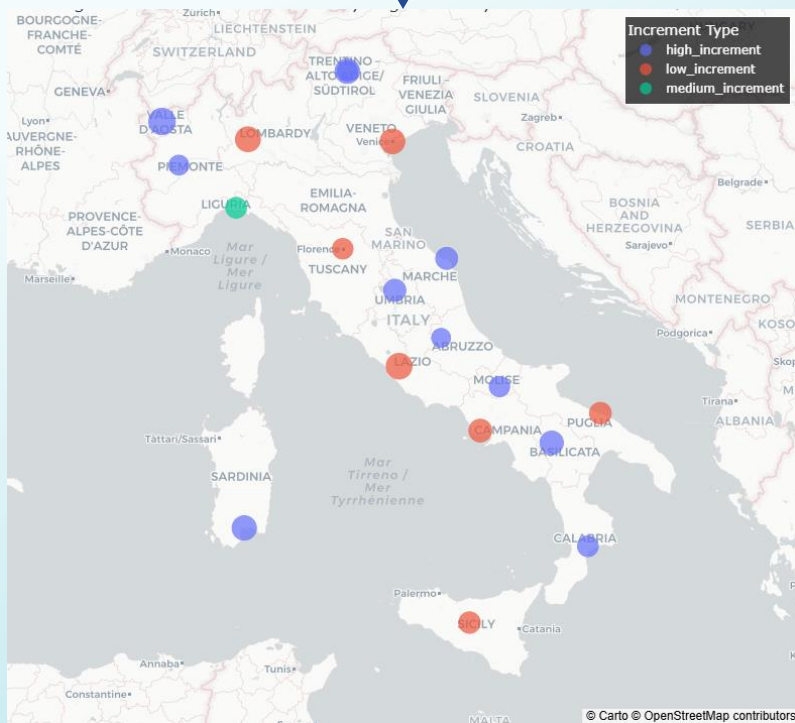 Zürich
BOURGOGNE-
FRANCHE-
COMTÉ
LIECHTENSTEIN
SWITZERLAND
Increment Type
high_increment
low_increment
medium_increment
TRENTINO –
ALTO ADIGE/
SÜDTIROL
GENEVA
FRIULI –
VENEZIA
GIULIA
SLOVENIA
Zagreb
Lyon
AUVERGNE-
RHÔNE-
ALPES
VALLE
D'AOSTA
LOMBARDY
VENETO
Venice
CROATIA
PIEMONTE
EMILIA-
ROMAGNA
BOSNIA
AND
HERZEGOVINA
Belgrade
SERBIA
LIGURIA
PROVENCE-
ALPES-CÔTE
D'AZUR
Monaco
Mar
Ligure /
Mer
Ligure
Florence
TUSCANY
SAN
MARINO
MARCHE
Sarajevo
Marseille
UMBRIA
ITALY
MONTENEGRO
Podgorica
KOSO
Skop
ABRUZZO
LAZIO
MOLISE
Tirana
ALBANIA
M
CAMPANIA
PUGLIA
BASILICATA
Tàttari/Sassari
SARDINIA
Mar
Tirreno /
Mer
Tyrrhénienne
CALABRIA
Palermo
SICILY
Catania
Annaba
Tunis
Constantine
MALTA
© Carto © OpenStreetMap contributors